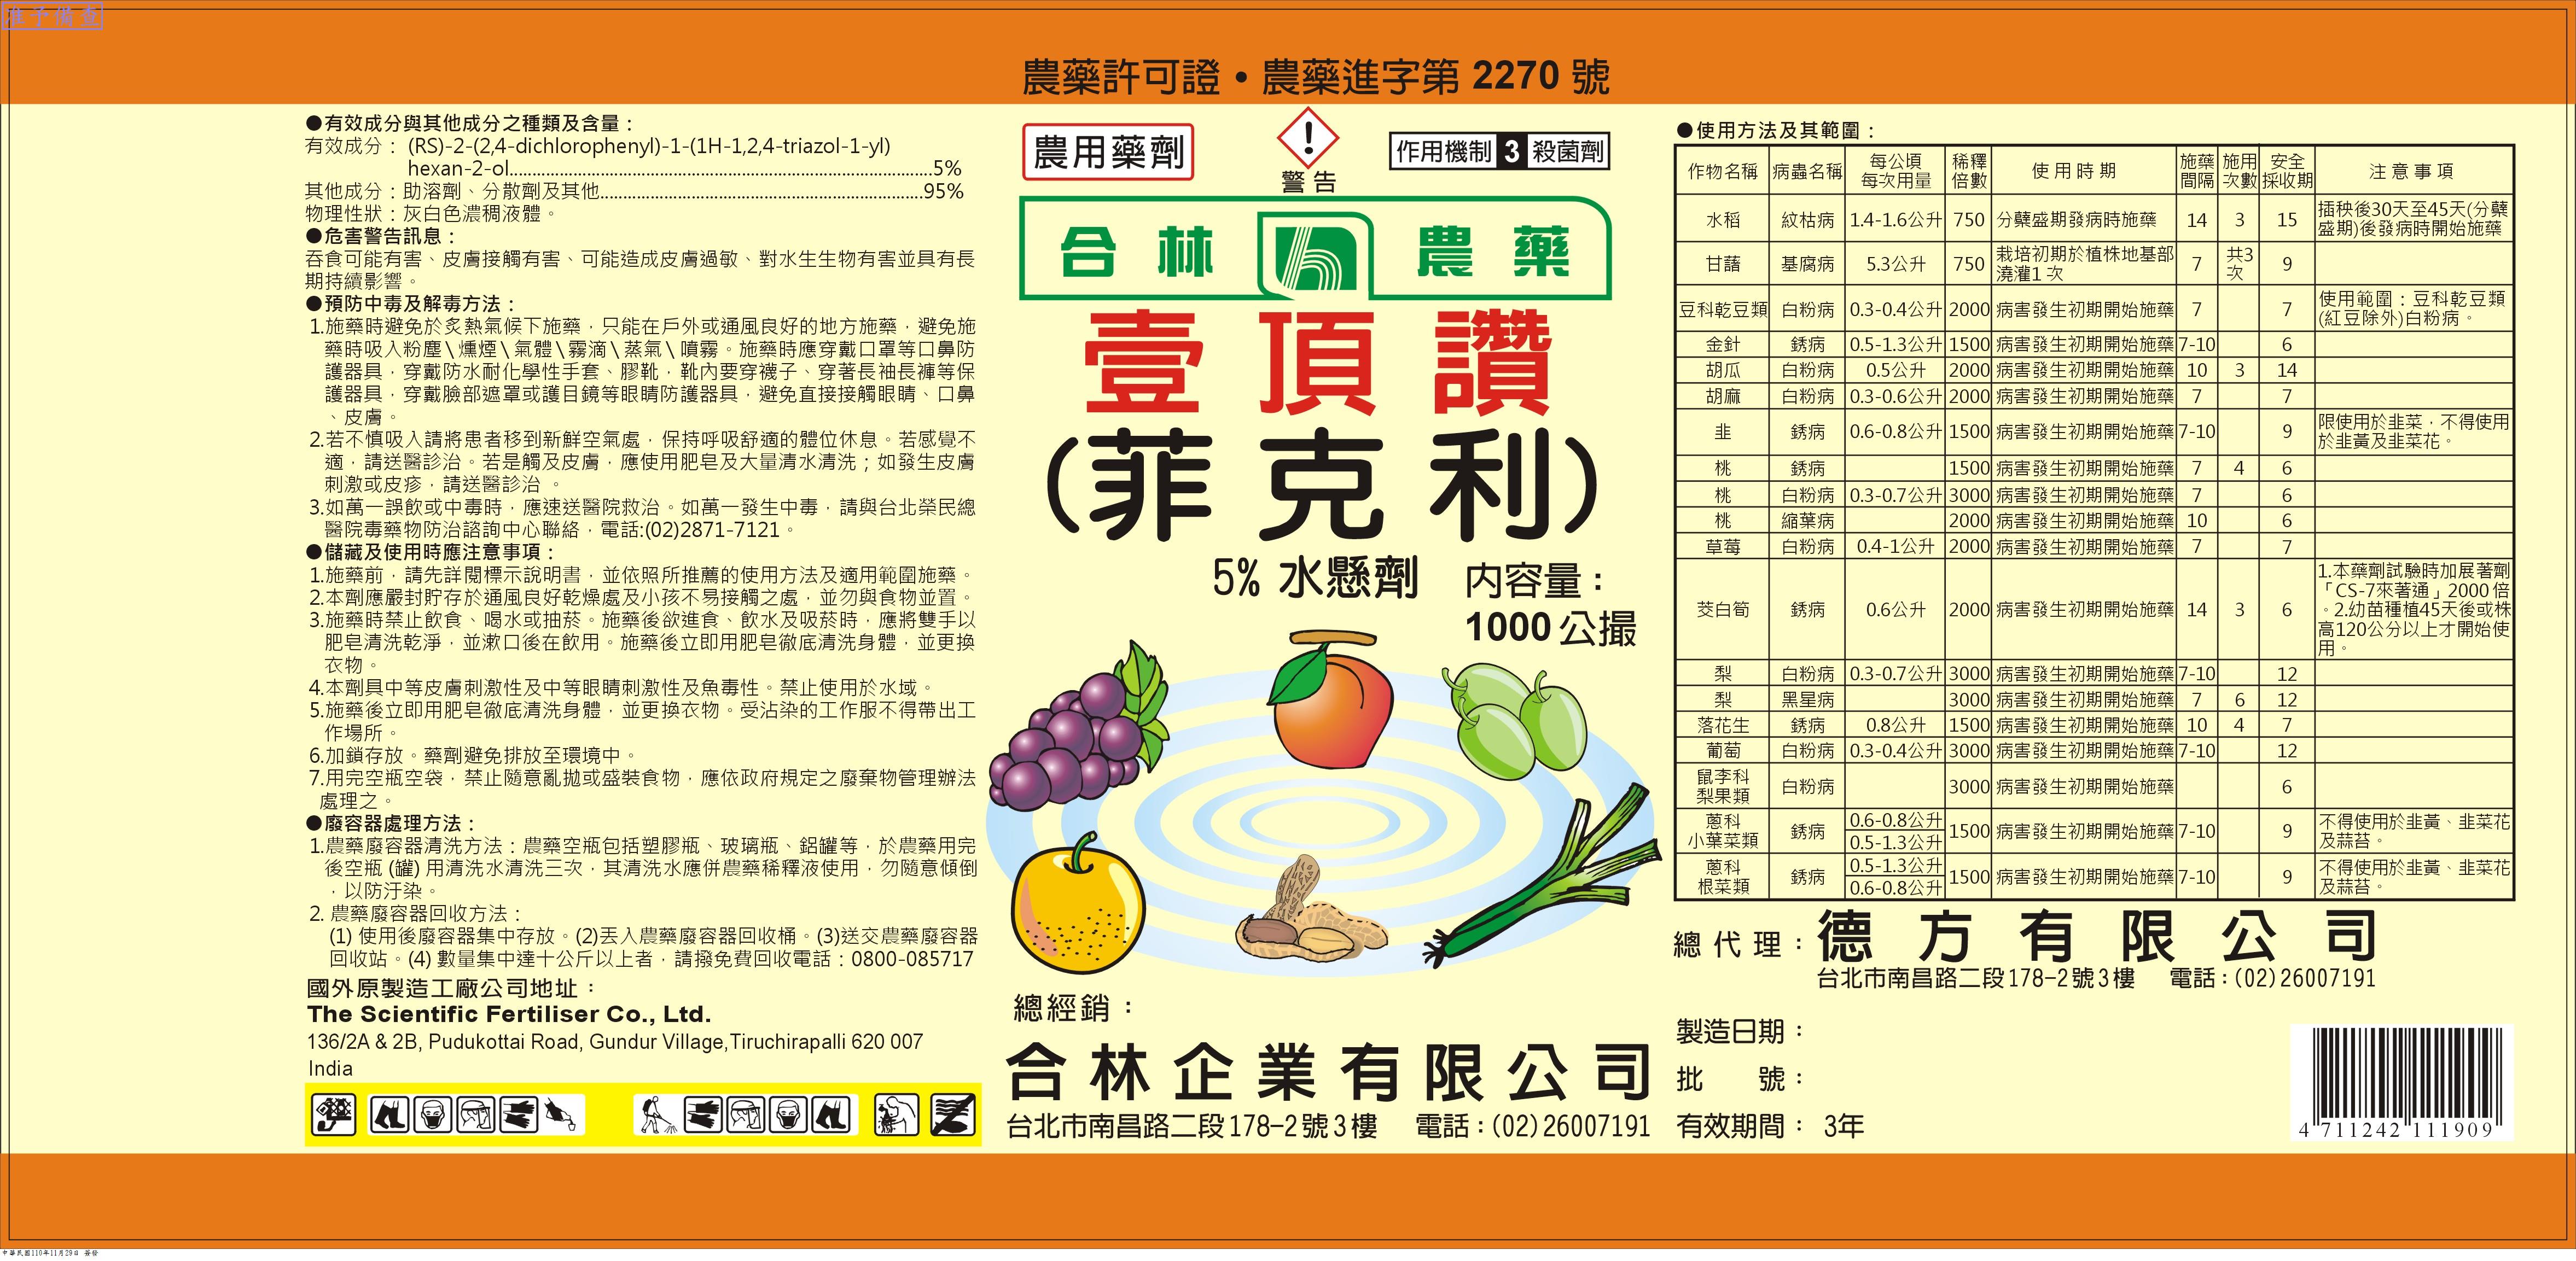 准予備查
農藥許可證•農藥進字第 2270 號
●有效成分與其他成分之種類及含量：
有效成分： (RS)-2-(2,4-dichlorophenyl)-1-(1H-1,2,4-triazol-1-yl)
hexan-2-ol............................................................................................5%
其他成分：助溶劑、分散劑及其他......................................................................95%
物理性狀：灰白色濃稠液體。
●危害警告訊息：
吞食可能有害、皮膚接觸有害、可能造成皮膚過敏、對水生生物有害並具有長
期持續影響。
●預防中毒及解毒方法：
1.施藥時避免於炙熱氣候下施藥，只能在戶外或通風良好的地方施藥，避免施
藥時吸入粉塵\燻煙\氣體\霧滴\蒸氣\噴霧。施藥時應穿戴口罩等口鼻防
護器具，穿戴防水耐化學性手套、膠靴，靴內要穿襪子、穿著長袖長褲等保
護器具，穿戴臉部遮罩或護目鏡等眼睛防護器具，避免直接接觸眼睛、口鼻
、皮膚。
2.若不慎吸入請將患者移到新鮮空氣處，保持呼吸舒適的體位休息。若感覺不
適，請送醫診治。若是觸及皮膚，應使用肥皂及大量清水清洗；如發生皮膚
刺激或皮疹，請送醫診治 。
3.如萬一誤飲或中毒時，應速送醫院救治。如萬一發生中毒，請與台北榮民總
醫院毒藥物防治諮詢中心聯絡，電話:(02)2871-7121。
●儲藏及使用時應注意事項：
1.施藥前，請先詳閱標示說明書，並依照所推薦的使用方法及適用範圍施藥。
2.本劑應嚴封貯存於通風良好乾燥處及小孩不易接觸之處，並勿與食物並置。
3.施藥時禁止飲食、喝水或抽菸。施藥後欲進食、飲水及吸菸時，應將雙手以
肥皂清洗乾淨，並漱口後在飲用。施藥後立即用肥皂徹底清洗身體，並更換
衣物。
4.本劑具中等皮膚刺激性及中等眼睛刺激性及魚毒性。禁止使用於水域。
5.施藥後立即用肥皂徹底清洗身體，並更換衣物。受沾染的工作服不得帶出工
作場所。
6.加鎖存放。藥劑避免排放至環境中。
7.用完空瓶空袋，禁止隨意亂拋或盛裝食物，應依政府規定之廢棄物管理辦法
處理之。
●廢容器處理方法：
1.農藥廢容器清洗方法：農藥空瓶包括塑膠瓶、玻璃瓶、鋁罐等，於農藥用完
後空瓶 (罐) 用清洗水清洗三次，其清洗水應併農藥稀釋液使用，勿隨意傾倒
，以防汙染。
2. 農藥廢容器回收方法：
(1) 使用後廢容器集中存放。(2)丟入農藥廢容器回收桶。(3)送交農藥廢容器
回收站。(4) 數量集中達十公斤以上者，請撥免費回收電話：0800-085717
國外原製造工廠公司地址：
The Scientific Fertiliser Co., Ltd.
136/2A & 2B, Pudukottai Road, Gundur Village,Tiruchirapalli 620 007
India
農用藥劑
警告
作用機制 3 殺菌劑
合林 農藥
壹頂讚
(菲克利)
5% 水懸劑
內容量：
1000公撮
總經銷：
合林企業有限公司
台北市南昌路二段178-2號3樓 電話：(02)26007191
●使用方法及其範圍：
作物名稱 病蟲名稱 每公頃每次用量 稀釋倍數 使用時期 施藥間隔 施用次數 安全採收期 注意事項
水稻 紋枯病 1.4-1.6公升 750 分蘗盛期發病時施藥 14 3 15 插秧後30天至45天(分蘗盛期)後發病時開始施藥
甘藷 基腐病 5.3公升 750 栽培初期於植株地基部澆灌1次 7 共3次 9
豆科乾豆類 白粉病 0.3-0.4公升 2000 病害發生初期開始施藥 7 7 使用範圍：豆科乾豆類(紅豆除外)白粉病。
金針 銹病 0.5-1.3公升 1500 病害發生初期開始施藥 7-10 6
胡瓜 白粉病 0.5公升 2000 病害發生初期開始施藥 10 3 14
胡麻 白粉病 0.3-0.6公升 2000 病害發生初期開始施藥 7 7
韭 銹病 0.6-0.8公升 1500 病害發生初期開始施藥 7-10 9 限使用於韭菜，不得使用於韭黃及韭菜花。
桃 銹病 1500 病害發生初期開始施藥 7 4 6
桃 白粉病 0.3-0.7公升 3000 病害發生初期開始施藥 7 6
桃 縮葉病 2000 病害發生初期開始施藥 10 6
草莓 白粉病 0.4-1公升 2000 病害發生初期開始施藥 7 7
茭白筍 銹病 0.6公升 2000 病害發生初期開始施藥 14 3 6 1.本藥劑試驗時加展著劑「CS-7來著通」2000倍。2.幼苗種植45天後或株高120公分以上才開始使用。
梨 白粉病 0.3-0.7公升 3000 病害發生初期開始施藥 7-10 12
梨 黑星病 3000 病害發生初期開始施藥 7 6 12
落花生 銹病 0.8公升 1500 病害發生初期開始施藥 10 4 7
葡萄 白粉病 0.3-0.4公升 3000 病害發生初期開始施藥 7-10 12
鼠李科梨果類 白粉病 3000 病害發生初期開始施藥 6
蔥科小葉菜類 銹病 0.6-0.8公升 0.5-1.3公升 1500 病害發生初期開始施藥 7-10 9 不得使用於韭黃、韭菜花及蒜苔。
蔥科根菜類 銹病 0.5-1.3公升 0.6-0.8公升 1500 病害發生初期開始施藥 7-10 9 不得使用於韭黃、韭菜花及蒜苔。
總代理：德方有限公司
台北市南昌路二段178-2號3樓 電話：(02)26007191
製造日期：
批 號：
有效期間： 3年
4 711242 111909
中華民國110年11月29日 簽發